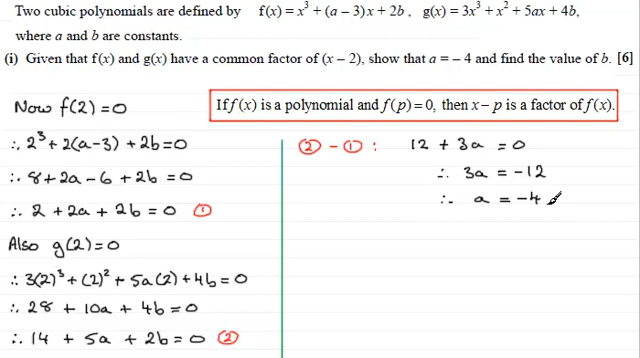 Two cubic polynomials are defined by f(x) = x³ + (a − 3)x + 2b , g(x) = 3x³ + x² + 5ax + 4b,
where a and b are constants.
(i) Given that f(x) and g(x) have a common factor of (x − 2), show that a = − 4 and find the value of b. [6]
If f(x) is a polynomial and f(p) = 0, then x − p is a factor of f(x).
Now f(2) = 0
∴ 2³ + 2(a−3) + 2b = 0
∴ 8 + 2a − 6 + 2b = 0
∴ 2 + 2a + 2b = 0 ①
Also g(2) = 0
∴ 3(2)³ + (2)² + 5a(2) + 4b = 0
∴ 28 + 10a + 4b = 0
∴ 14 + 5a + 2b = 0 ②
② − ① : 12 + 3a = 0
∴ 3a = −12
∴ a = −4